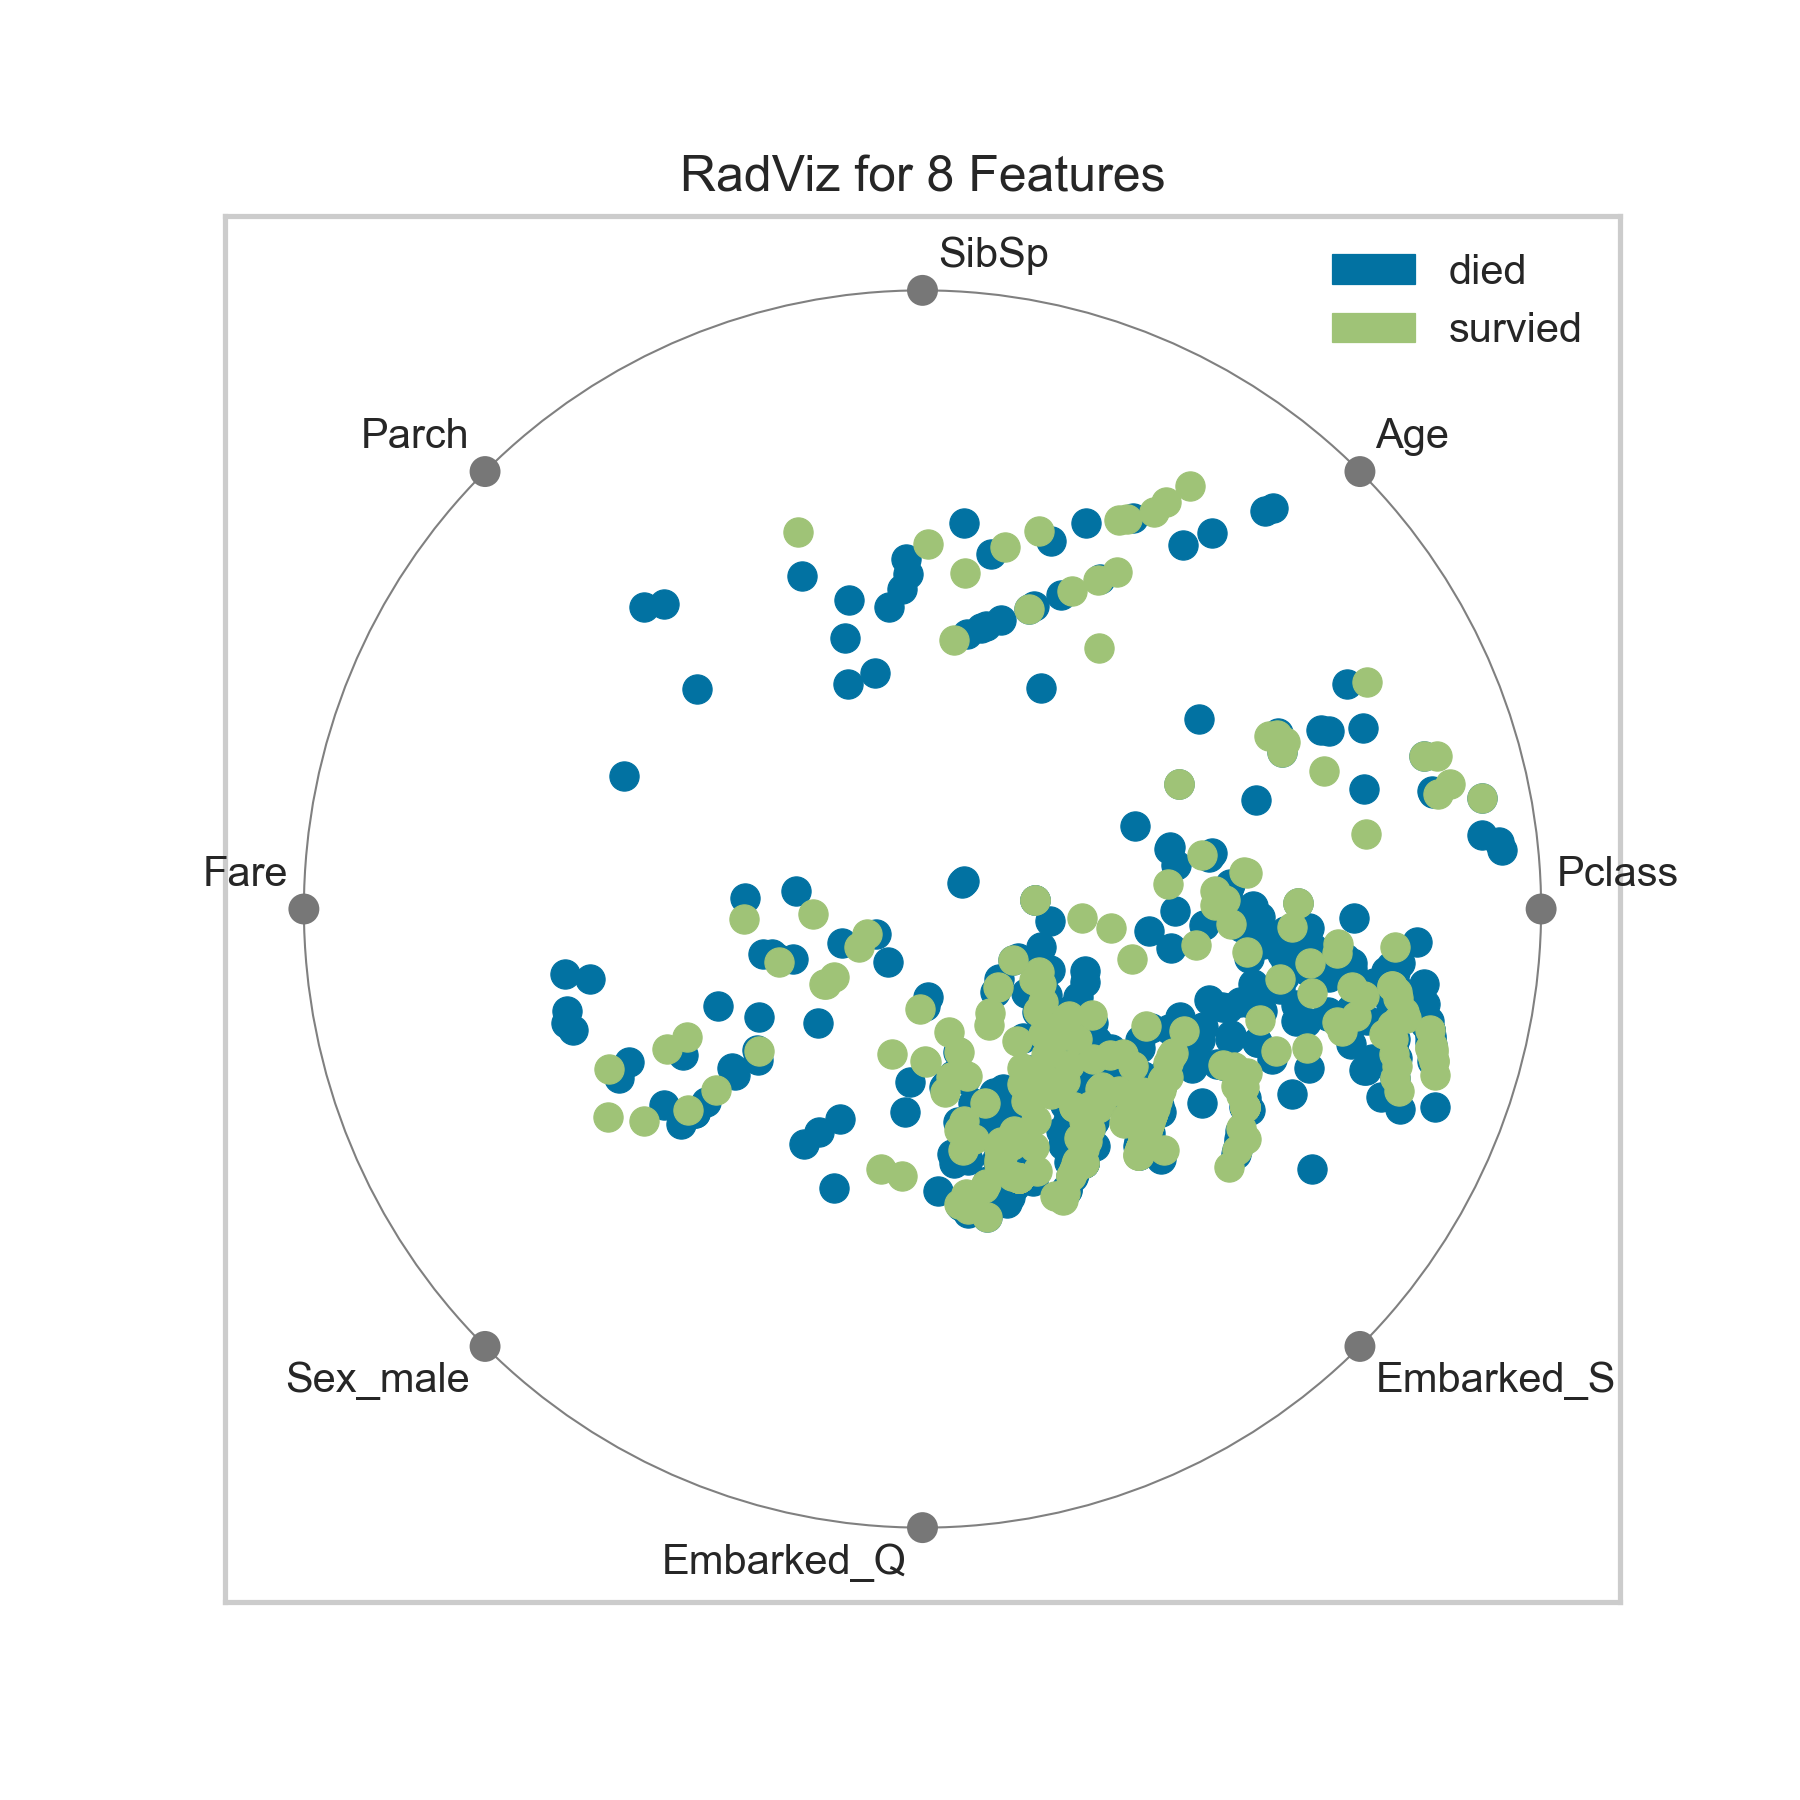 RadViz for 8 Features
SibSp
died
survied
Parch
Age
Fare
Pclass
Sex_male
Embarked_S
Embarked_Q